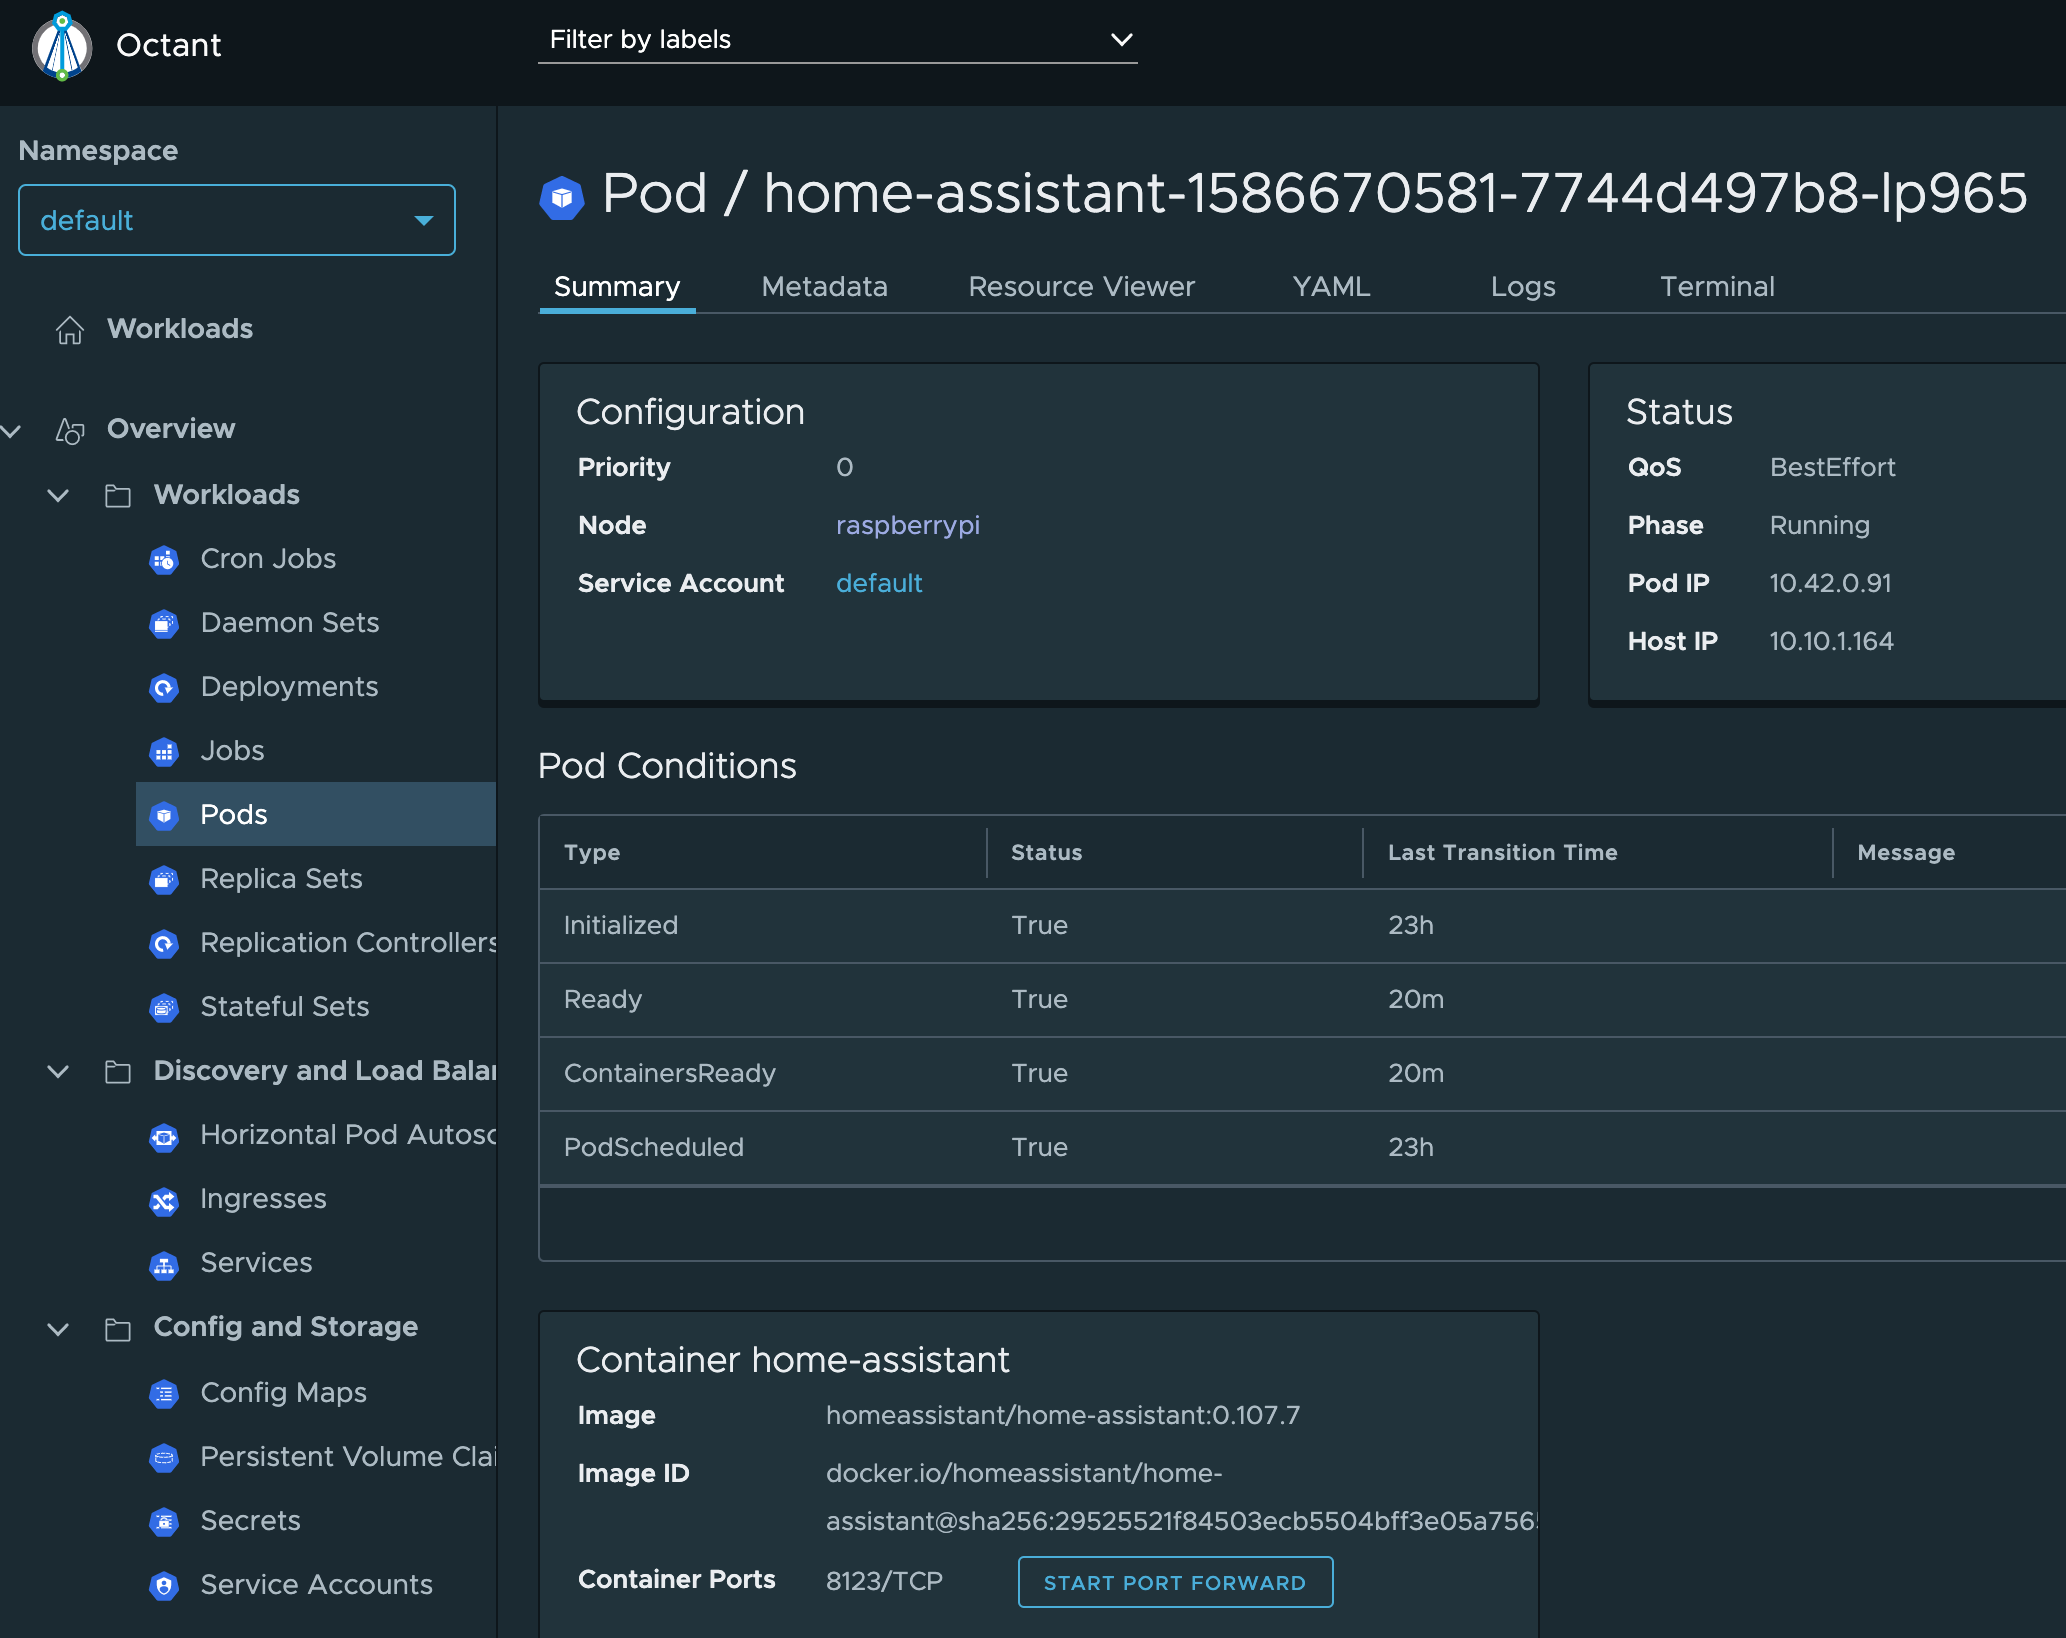 Octant
Filter by labels
Namespace
default
Workloads
Overview
Workloads
Cron Jobs
Daemon Sets
Deployments
Jobs
Pods
Replica Sets
Replication Controllers
Stateful Sets
Discovery and Load Balan
Horizontal Pod Autosc
Ingresses
Services
Config and Storage
Config Maps
Persistent Volume Clai
Secrets
Service Accounts
Pod / home-assistant-1586670581-7744d497b8-lp965
Summary Metadata Resource Viewer YAML Logs Terminal
Configuration
Priority 0
Node raspberrypi
Service Account default
Status
QoS BestEffort
Phase Running
Pod IP 10.42.0.91
Host IP 10.10.1.164
Pod Conditions
Type Status Last Transition Time Message
Initialized True 23h
Ready True 20m
ContainersReady True 20m
PodScheduled True 23h
Container home-assistant
Image homeassistant/home-assistant:0.107.7
Image ID docker.io/homeassistant/home-
assistant@sha256:29525521f84503ecb5504bff3e05a756
Container Ports 8123/TCP START PORT FORWARD